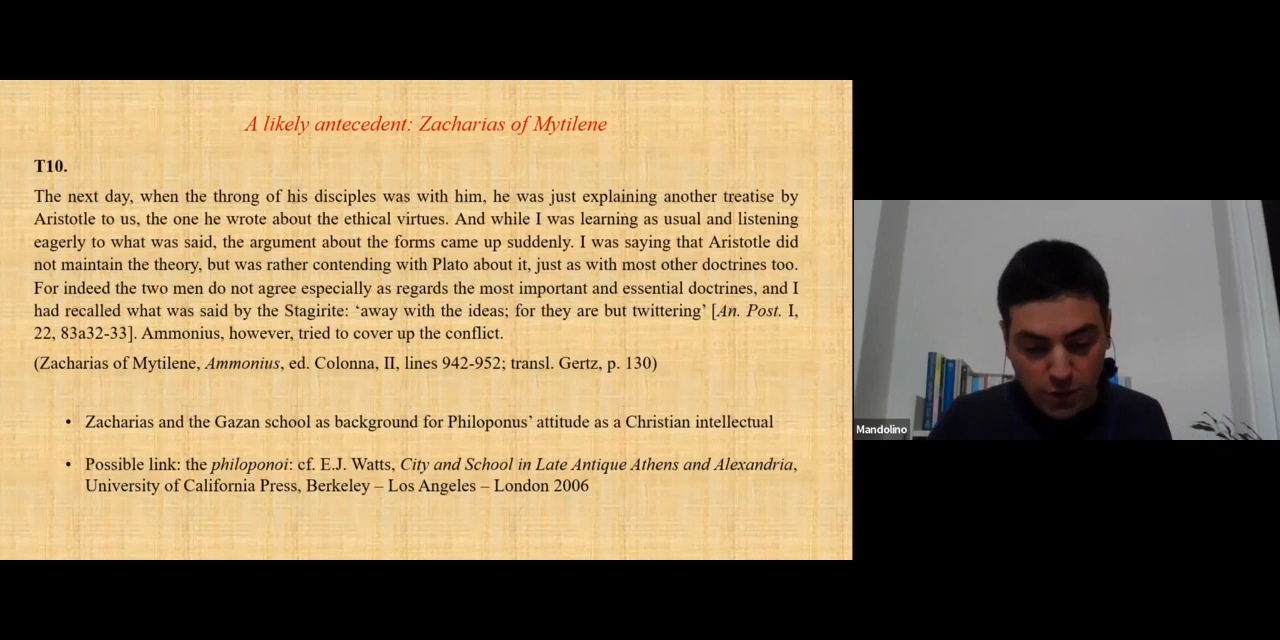 A likely antecedent: Zacharias of Mytilene
T10.
The next day, when the throng of his disciples was with him, he was just explaining another treatise by
Aristotle to us, the one he wrote about the ethical virtues. And while I was learning as usual and listening
eagerly to what was said, the argument about the forms came up suddenly. I was saying that Aristotle did
not maintain the theory, but was rather contending with Plato about it, just as with most other doctrines too.
For indeed the two men do not agree especially as regards the most important and essential doctrines, and I
had recalled what was said by the Stagirite: ‘away with the ideas; for they are but twittering’ [An. Post. I,
22, 83a32-33]. Ammonius, however, tried to cover up the conflict.
(Zacharias of Mytilene, Ammonius, ed. Colonna, II, lines 942-952; transl. Gertz, p. 130)
• Zacharias and the Gazan school as background for Philoponus’ attitude as a Christian intellectual
• Possible link: the philoponoi: cf. E.J. Watts, City and School in Late Antique Athens and Alexandria,
University of California Press, Berkeley – Los Angeles – London 2006
Mandolino